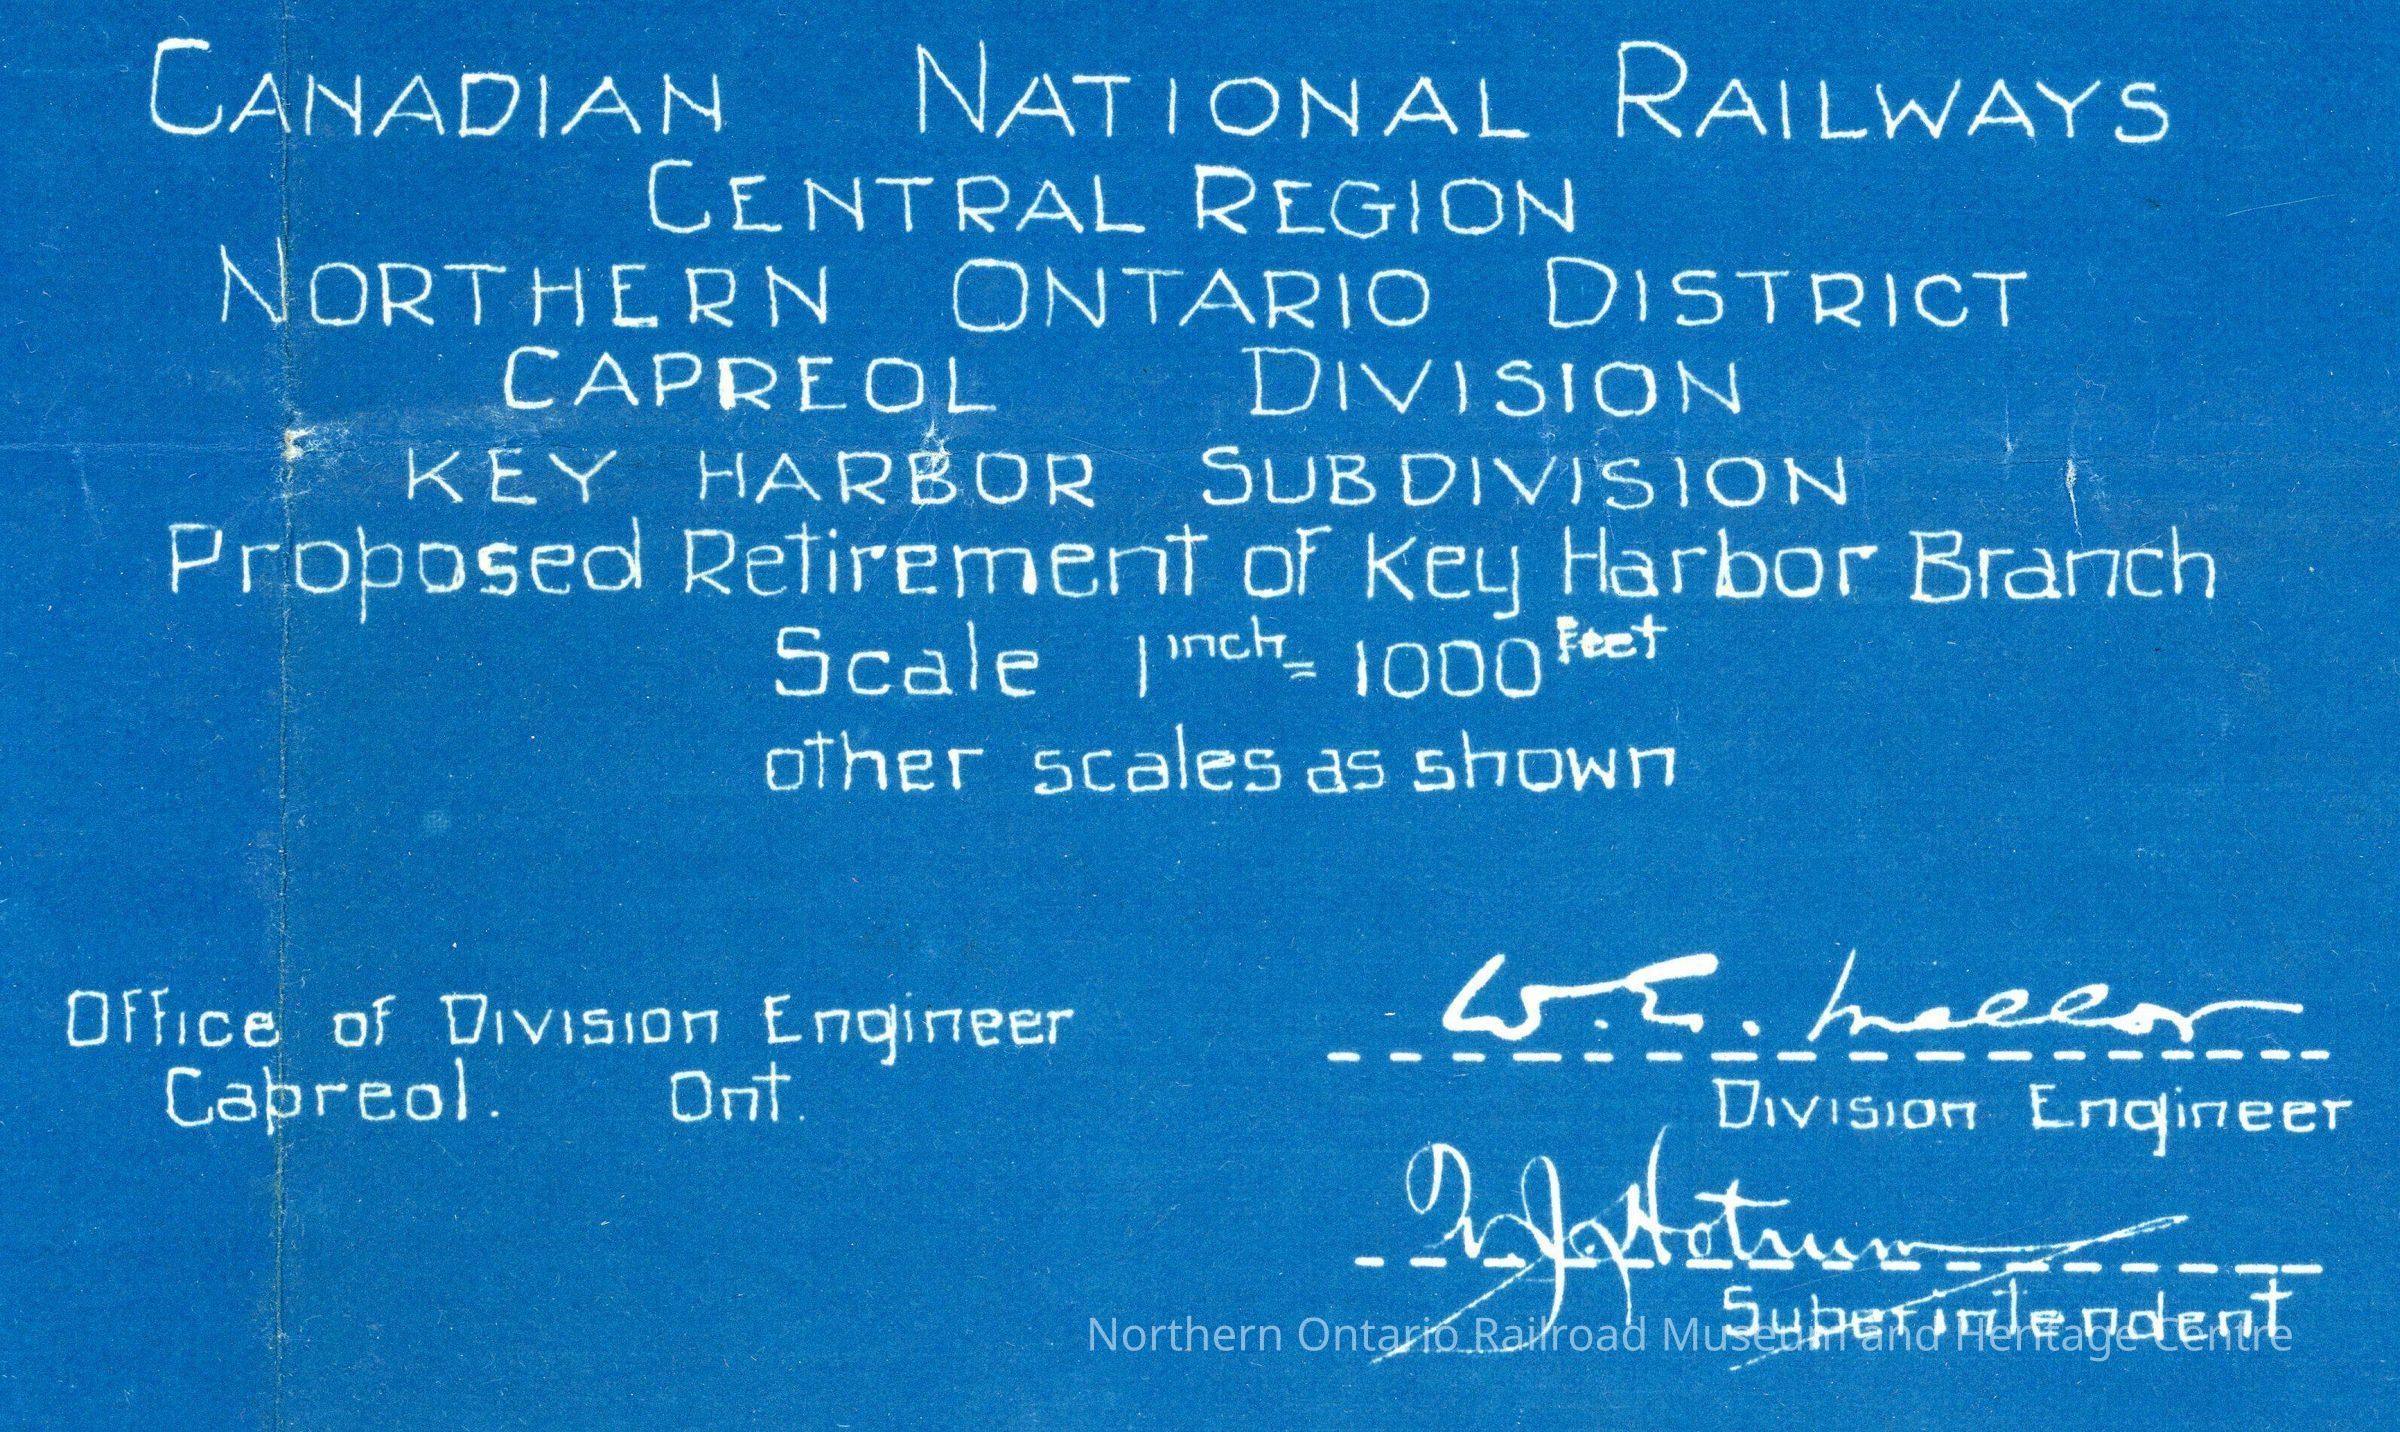 CANADIAN NATIONAL RAILWAYS
CENTRAL REGION
NORTHERN ONTARIO DISTRICT
CAPREOL DIVISION
KEY HARBOR SUBDIVISION
Proposed Retirement of Key Harbor Branch
Scale 1 inch = 1000 Feet
other scales as shown
Office of Division Engineer
Capreol. Ont.
W.E. Mellor
Division Engineer
Hotrum
Superintendent
Northern Ontario Railroad Museum and Heritage Centre